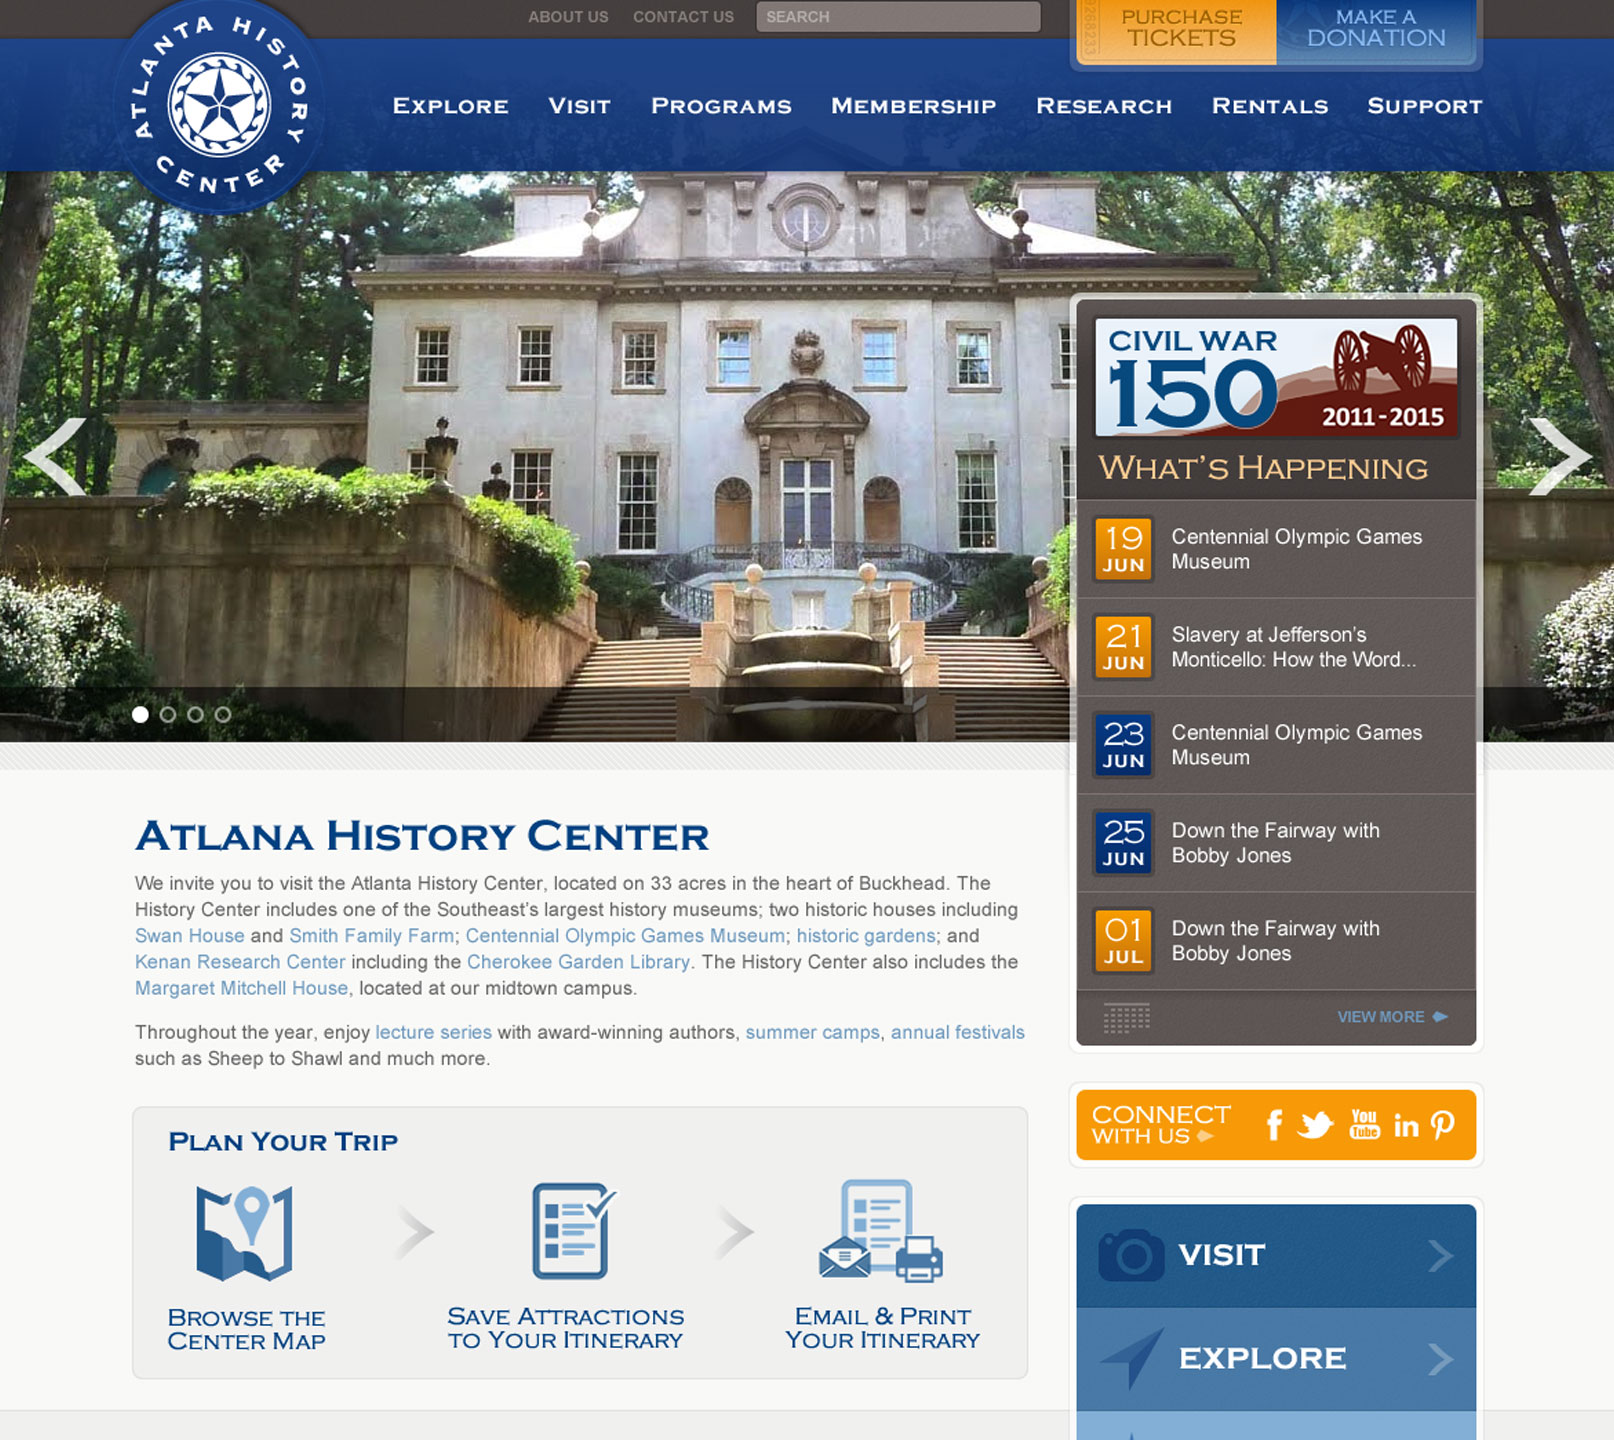 ATLANTA HISTORY CENTER
ABOUT US
CONTACT US
SEARCH
9268233
PURCHASE
TICKETS
MAKE A
DONATION
EXPLORE
VISIT
PROGRAMS
MEMBERSHIP
RESEARCH
RENTALS
SUPPORT
CIVIL WAR
150
2011-2015
WHAT'S HAPPENING
19
JUN
Centennial Olympic Games
Museum
21
JUN
Slavery at Jefferson's
Monticello: How the Word...
23
JUN
Centennial Olympic Games
Museum
25
JUN
Down the Fairway with
Bobby Jones
01
JUL
Down the Fairway with
Bobby Jones
VIEW MORE
ATLANA HISTORY CENTER
We invite you to visit the Atlanta History Center, located on 33 acres in the heart of Buckhead. The
History Center includes one of the Southeast's largest history museums; two historic houses including
Swan House and Smith Family Farm; Centennial Olympic Games Museum; historic gardens; and
Kenan Research Center including the Cherokee Garden Library. The History Center also includes the
Margaret Mitchell House, located at our midtown campus.
Throughout the year, enjoy lecture series with award-winning authors, summer camps, annual festivals
such as Sheep to Shawl and much more.
PLAN YOUR TRIP
BROWSE THE
CENTER MAP
SAVE ATTRACTIONS
TO YOUR ITINERARY
EMAIL & PRINT
YOUR ITINERARY
CONNECT
WITH US
f
You
Tube
in
VISIT
EXPLORE